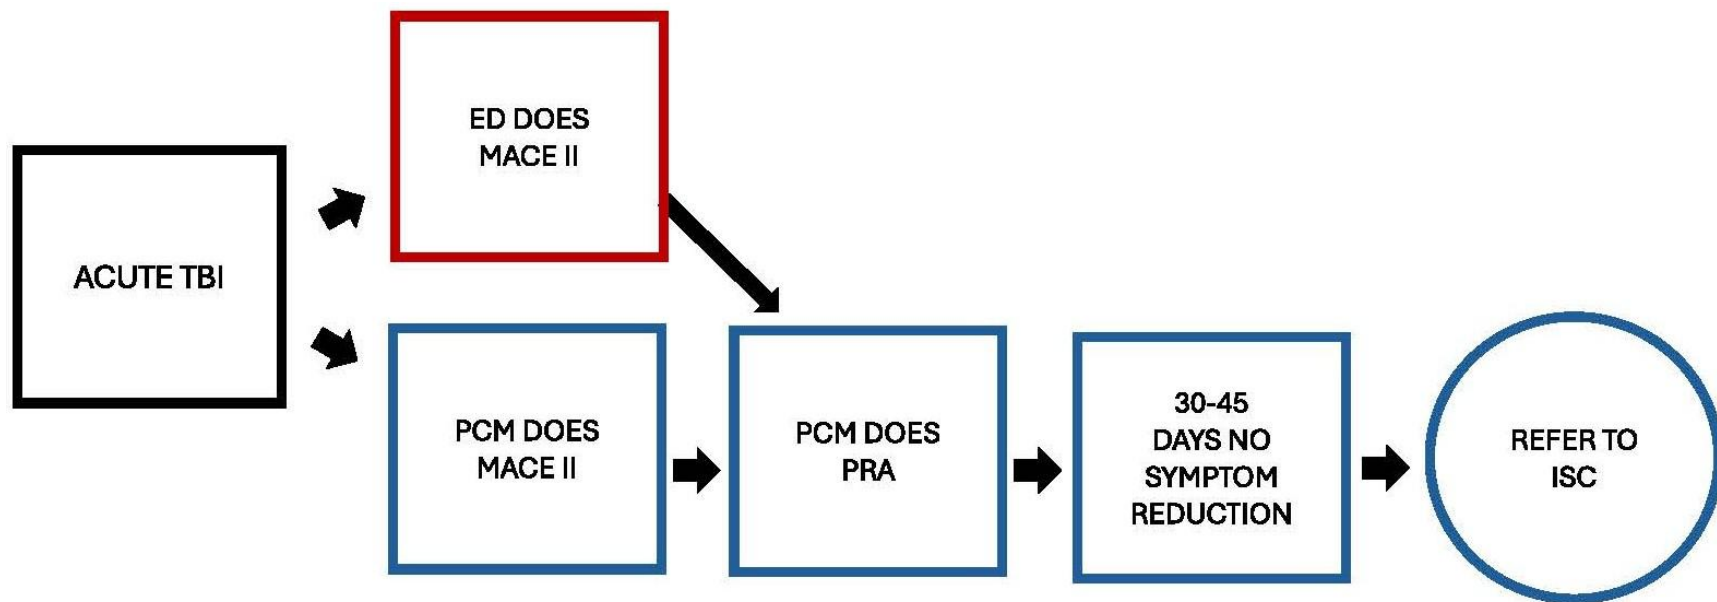 ED DOES
MACE II
ACUTE TBI
PCM DOES
MACE II
PCM DOES
PRA
30-45
DAYS NO
SYMPTOM
REDUCTION
REFER TO
ISC